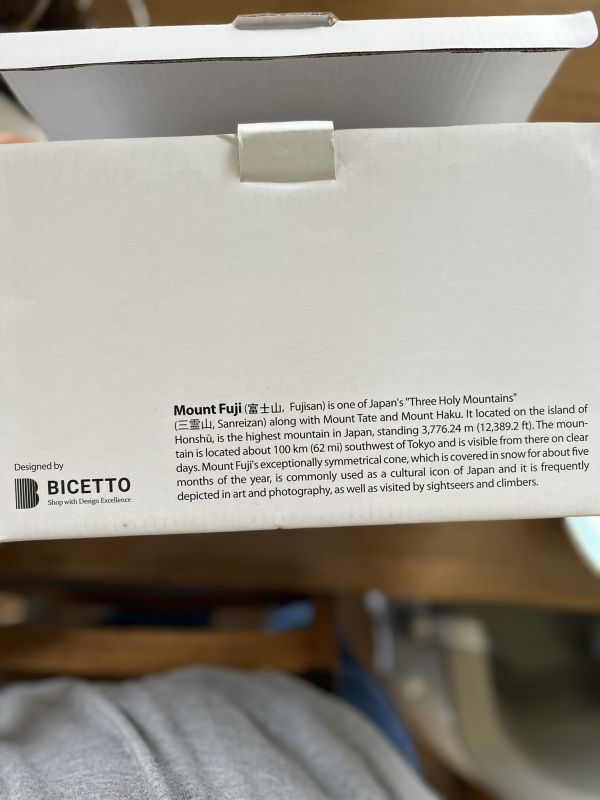 Mount Fuji (富士山, Fujisan) is one of Japan's "Three Holy Mountains"
(三霊山, Sanreizan) along with Mount Tate and Mount Haku. It located on the island of
Honshū, is the highest mountain in Japan, standing 3,776.24 m (12,389.2 ft). The moun-
tain is located about 100 km (62 mi) southwest of Tokyo and is visible from there on clear
days. Mount Fuji's exceptionally symmetrical cone, which is covered in snow for about five
months of the year, is commonly used as a cultural icon of Japan and it is frequently
depicted in art and photography, as well as visited by sightseers and climbers.
Designed by
BICETTO
Shop with Design Excellence